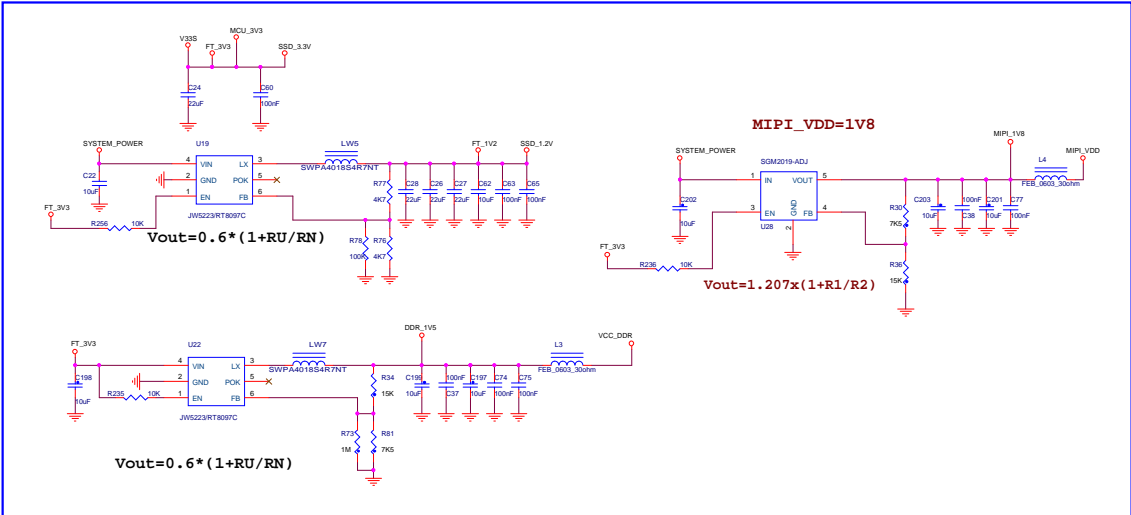 MCU_3V3
V33S
FT_3V3
SSD_3.3V
C24
22uF
C60
100nF
SYSTEM_POWER
U19
4 VIN LX 3
2 GND POK 5
1 EN FB 6
JW5223/RT8097C
C22
10uF
FT_3V3
R256 10K
LW5
SWPA4018S4R7NT
FT_1V2
SSD_1.2V
R77
4K7
C28
22uF
C26
22uF
C27
22uF
C62
10uF
C63
100nF
C65
100nF
R78
100K
R76
4K7
Vout=0.6*(1+RU/RN)
MIPI_VDD=1V8
SYSTEM_POWER
SGM2019-ADJ
1 IN VOUT 5
3 EN FB 4
GND
2
U28
C202
10uF
FT_3V3
R236 10K
MIPI_1V8
L4
MIPI_VDD
FEB_0603_30ohm
R30
7K5
C203
10uF
100nF
C38
C201
10uF
C77
100nF
R36
15K
Vout=1.207x(1+R1/R2)
FT_3V3
U22
4 VIN LX 3
2 GND POK 5
1 EN FB 6
JW5223/RT8097C
C198
10uF
R235 10K
LW7
SWPA4018S4R7NT
DDR_1V5
L3
VCC_DDR
FEB_0603_30ohm
R34
15K
C199
10uF
100nF
C37
C197
10uF
C74
100nF
C75
100nF
R73
1M
R81
7K5
Vout=0.6*(1+RU/RN)